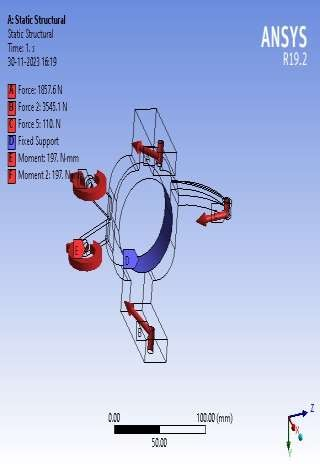 A: Static Structural
Static Structural
Time: 1. s
30-11-2023 16:19
ANSYS
R19.2
A Force: 1857.6 N
B Force 2: 3545.1 N
C Force 5: 110. N
D Fixed Support
E Moment: 197. N·mm
F Moment 2: 197. N
E
D
B
0.00
100.00 (mm)
50.00
Z
X
Y